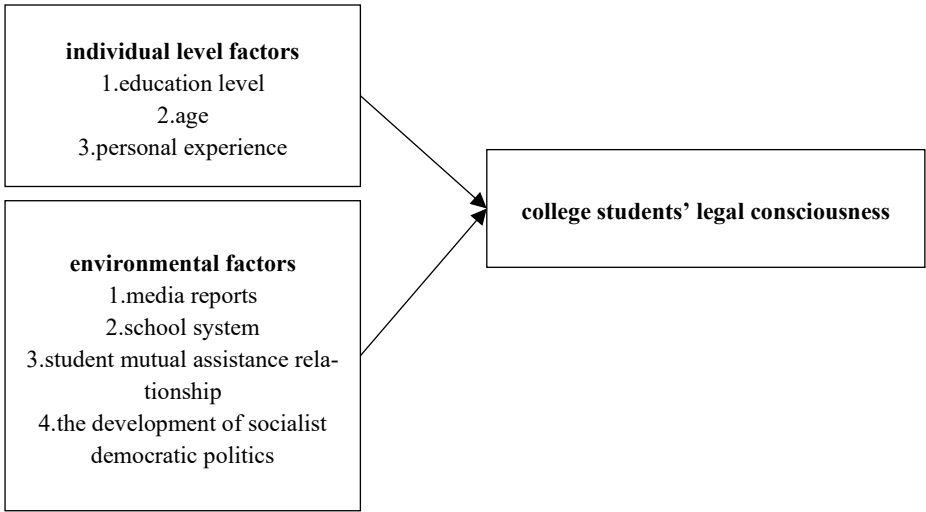 individual level factors
1.education level
2.age
3.personal experience
environmental factors
1.media reports
2.school system
3.student mutual assistance rela-
tionship
4.the development of socialist
democratic politics
college students’ legal consciousness